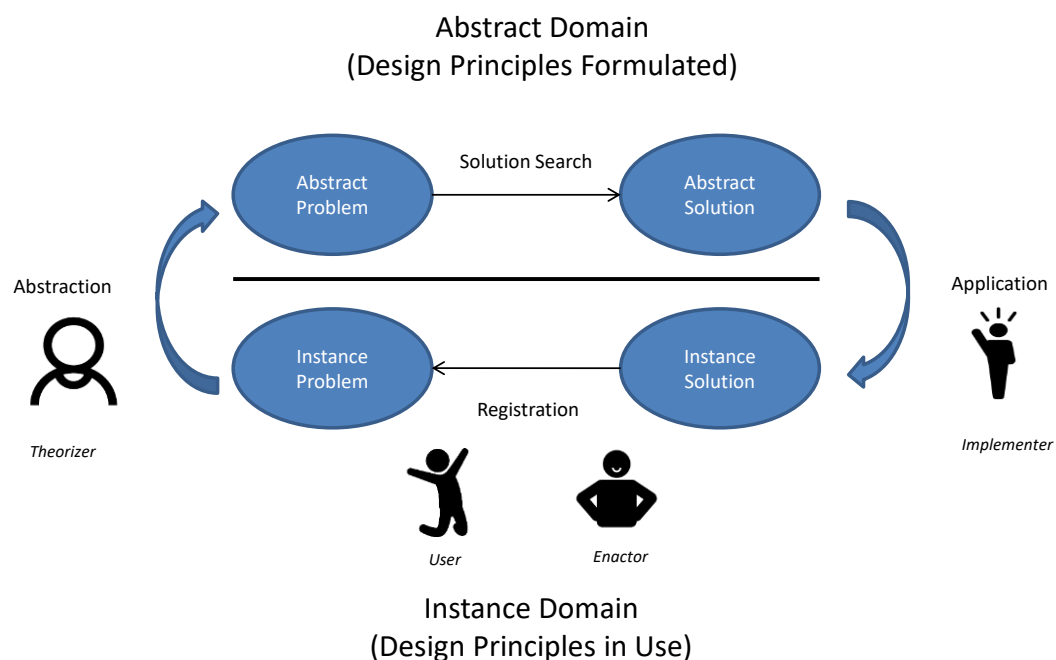 Abstract Domain
(Design Principles Formulated)
Solution Search
Abstract
Problem
Abstract
Solution
Abstraction
Application
Instance
Problem
Instance
Solution
Registration
Theorizer
Implementer
User
Enactor
Instance Domain
(Design Principles in Use)